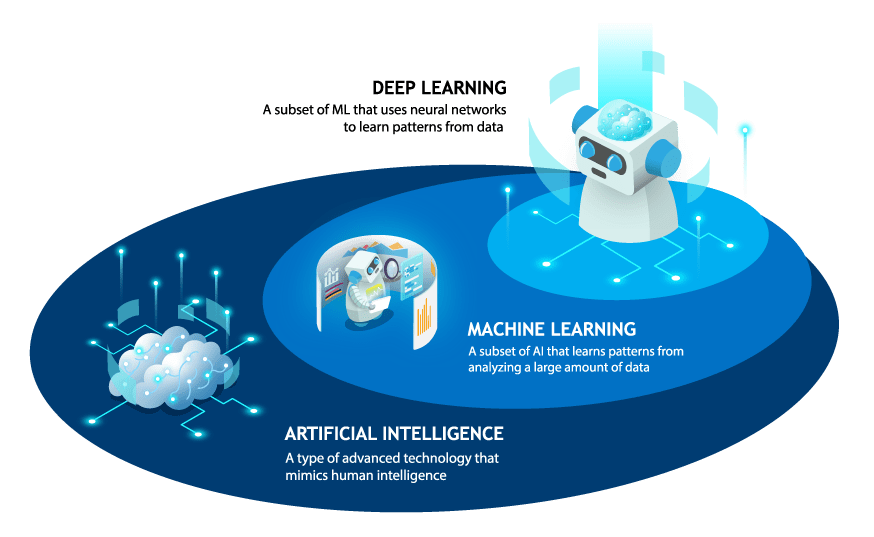 DEEP LEARNING
A subset of ML that uses neural networks
to learn patterns from data
MACHINE LEARNING
A subset of AI that learns patterns from
analyzing a large amount of data
ARTIFICIAL INTELLIGENCE
A type of advanced technology that
mimics human intelligence